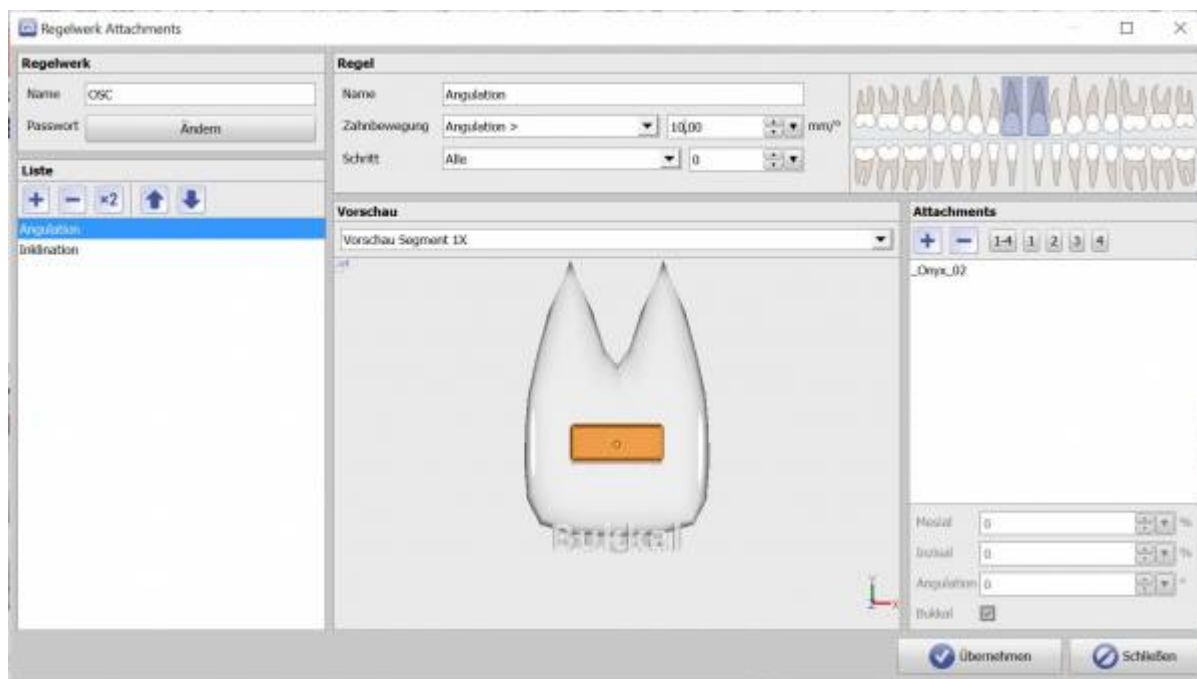 Regelwerk Attachments
Regelwerk
Name OSC
Passwort Ändern
Liste
×2
Angulation
Inklination
Regel
Name Angulation
Zahnbewegung Angulation > 10,00 mm/°
Schritt Alle 0
Vorschau
Vorschau Segment 1X
Bukkal
Y
X
Attachments
1-4 1 2 3 4
_Onyx_02
Mesial 0 %
Inzisal 0 %
Angulation 0 °
Bukkal
Übernehmen Schließen